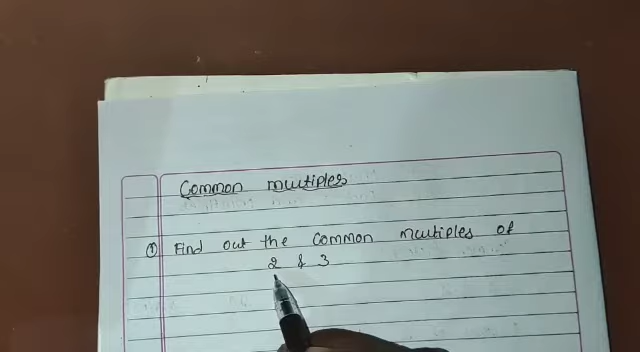 Common multiples
① Find out the common multiples of
2 & 3